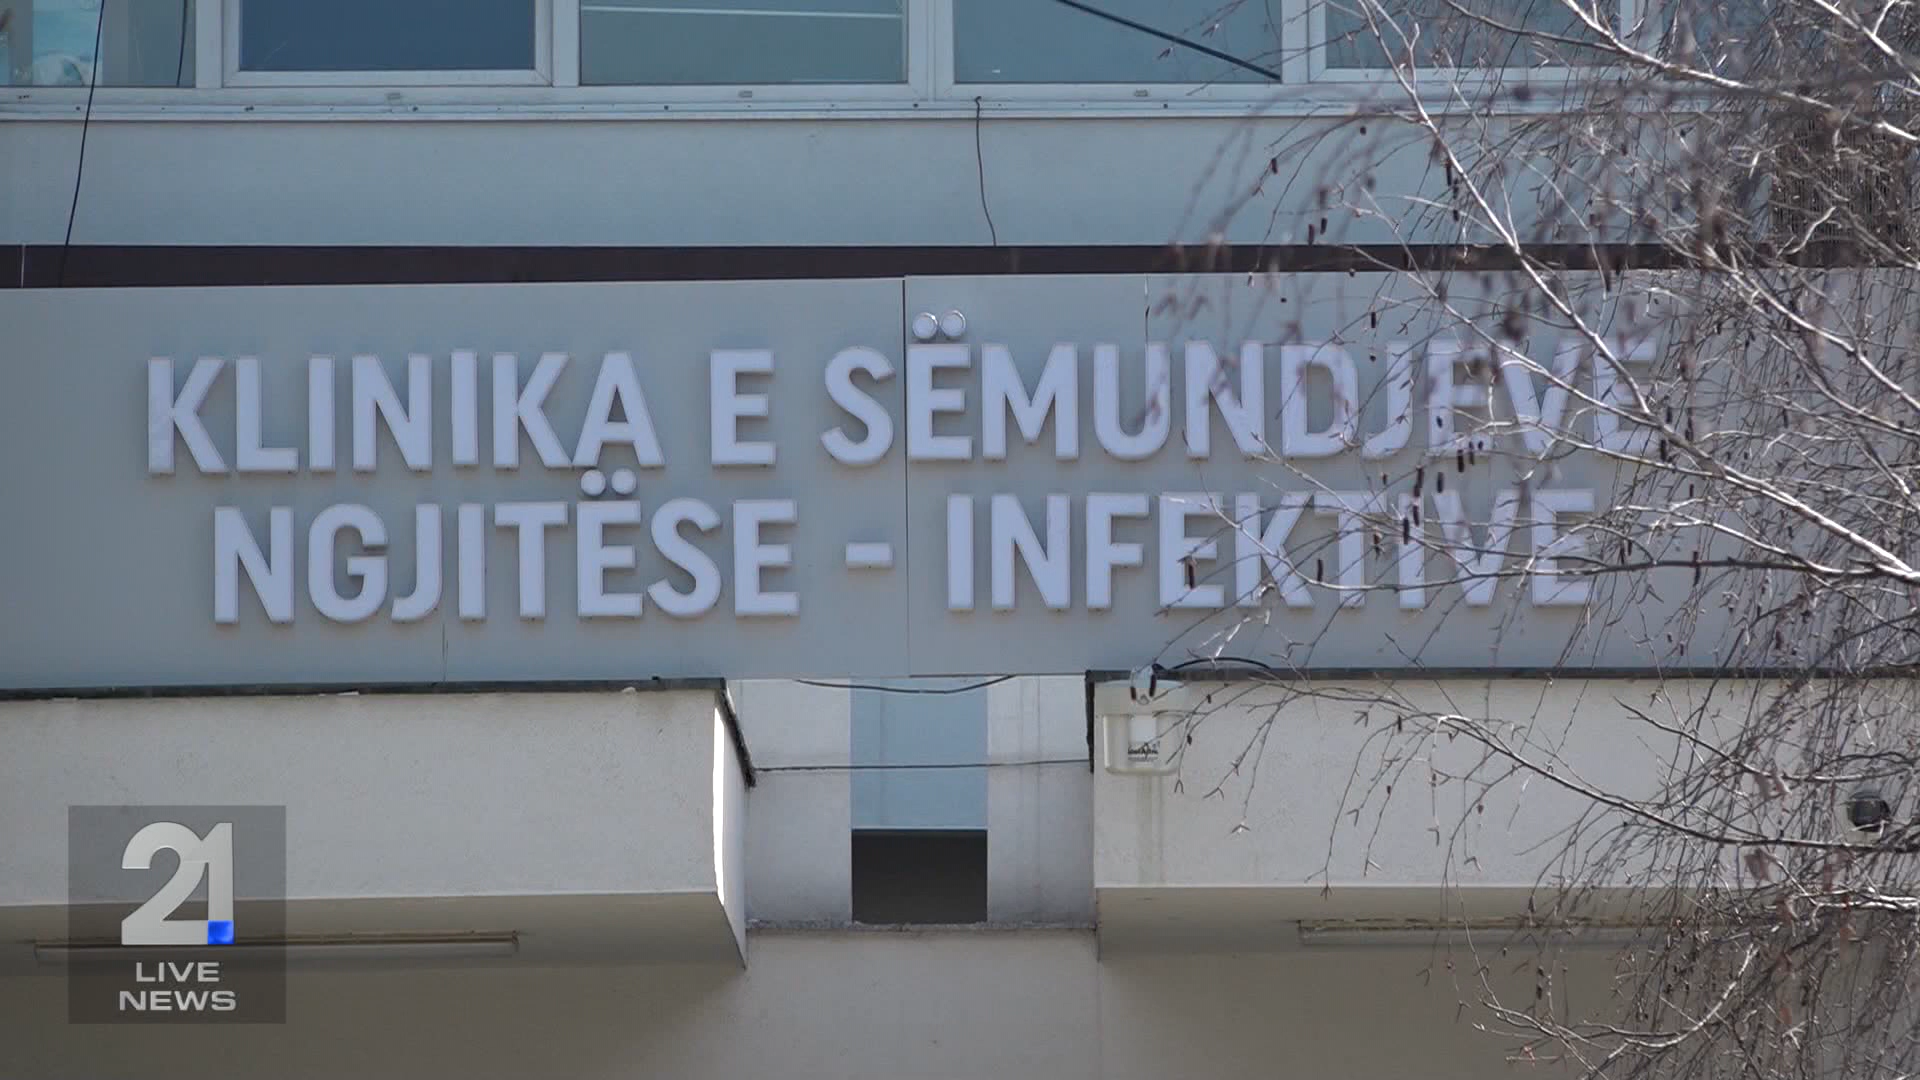 KLINIKA E SËMUNDJEVE
NGJITËSE - INFEKTIVE
21
LIVE
NEWS